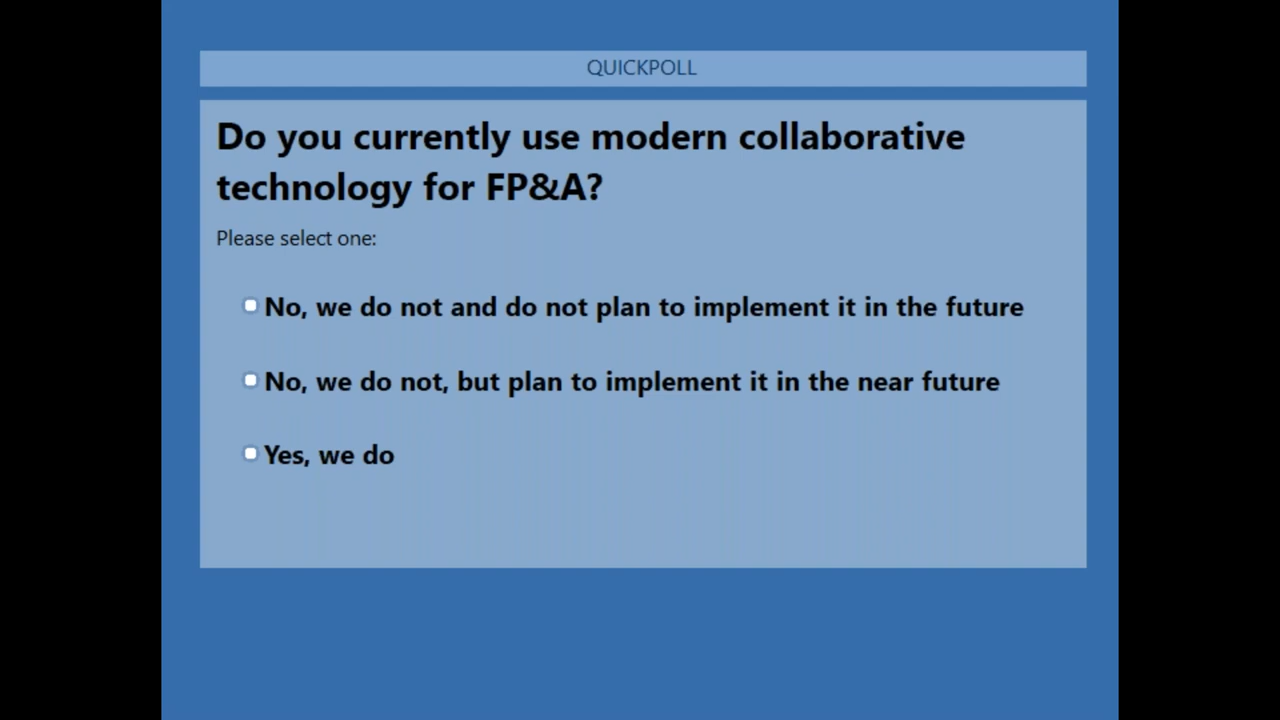 QUICKPOLL
Do you currently use modern collaborative
technology for FP&A?
Please select one:
No, we do not and do not plan to implement it in the future
No, we do not, but plan to implement it in the near future
Yes, we do